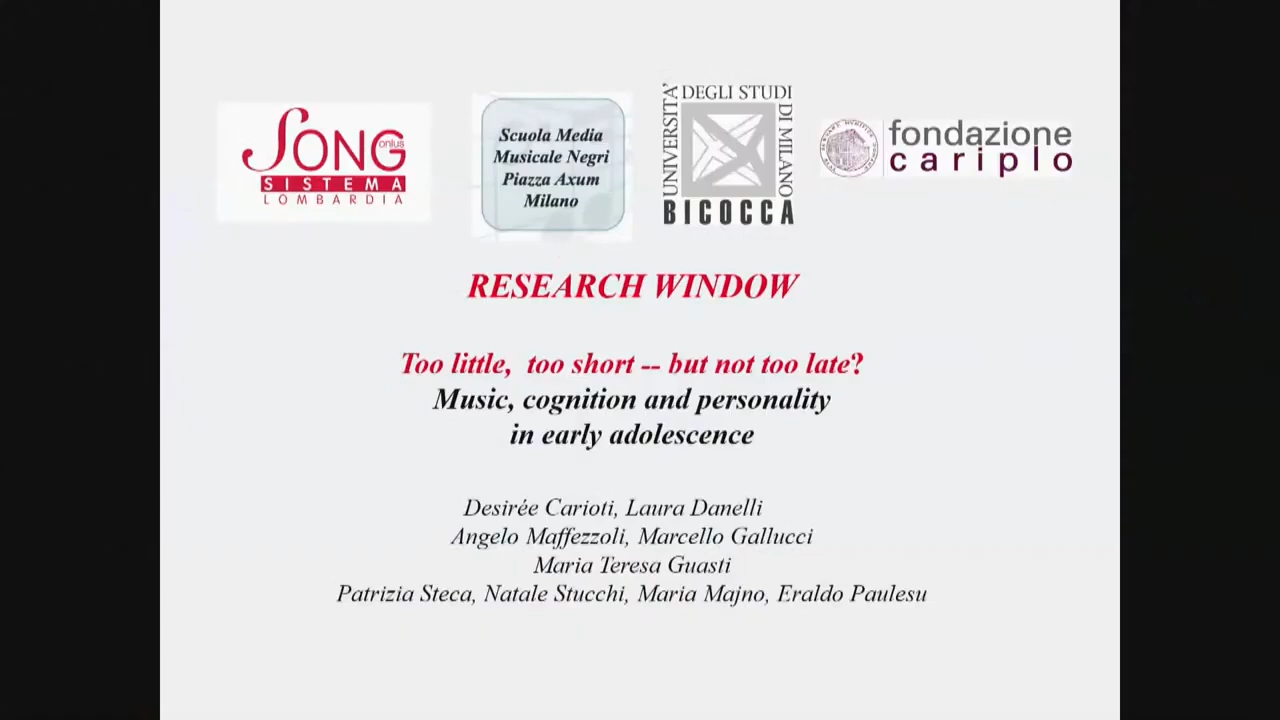 SONG
onlus
SISTEMA
LOMBARDIA
Scuola Media
Musicale Negri
Piazza Axum
Milano
UNIVERSITA' DEGLI STUDI DI MILANO
BICOCCA
fondazione
cariplo
RESEARCH WINDOW
Too little, too short -- but not too late?
Music, cognition and personality
in early adolescence
Desirée Carioti, Laura Danelli
Angelo Maffezzoli, Marcello Gallucci
Maria Teresa Guasti
Patrizia Steca, Natale Stucchi, Maria Majno, Eraldo Paulesu